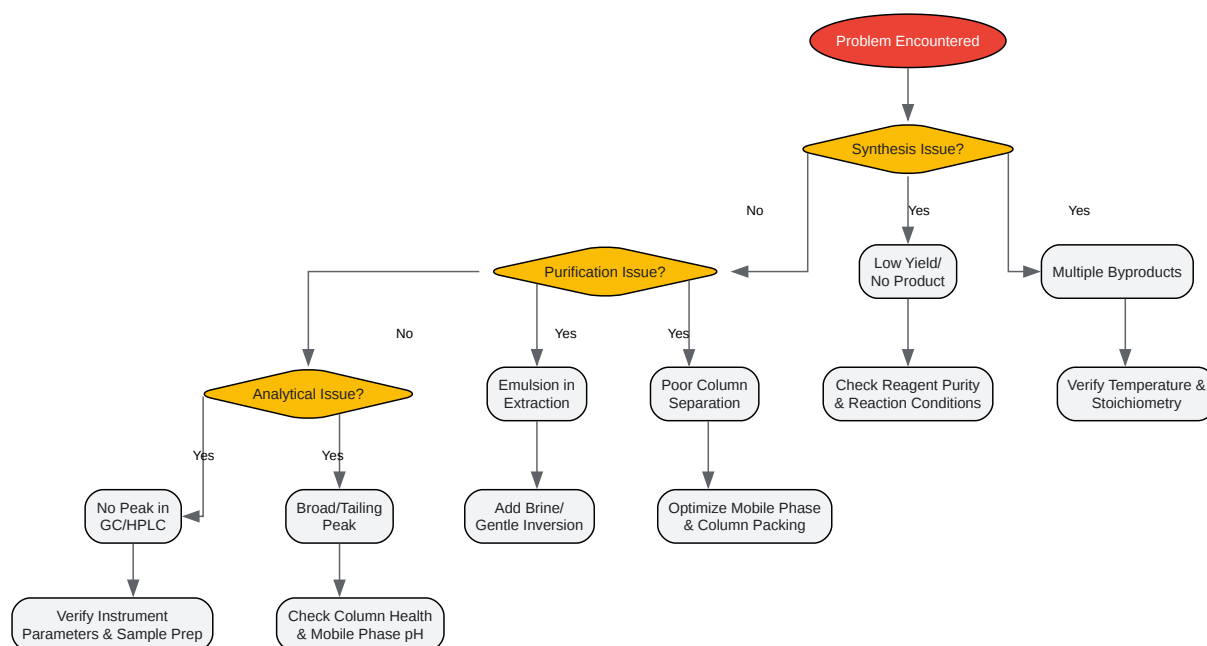 Problem Encountered
Synthesis Issue?
No
Yes
Yes
Purification Issue?
Low Yield/
No Product
Multiple Byproducts
No
Yes
Yes
Analytical Issue?
Emulsion in
Extraction
Poor Column
Separation
Check Reagent Purity
& Reaction Conditions
Verify Temperature &
Stoichiometry
Yes
Yes
No Peak in
GC/HPLC
Broad/Tailing
Peak
Add Brine/
Gentle Inversion
Optimize Mobile Phase
& Column Packing
Verify Instrument
Parameters & Sample Prep
Check Column Health
& Mobile Phase pH